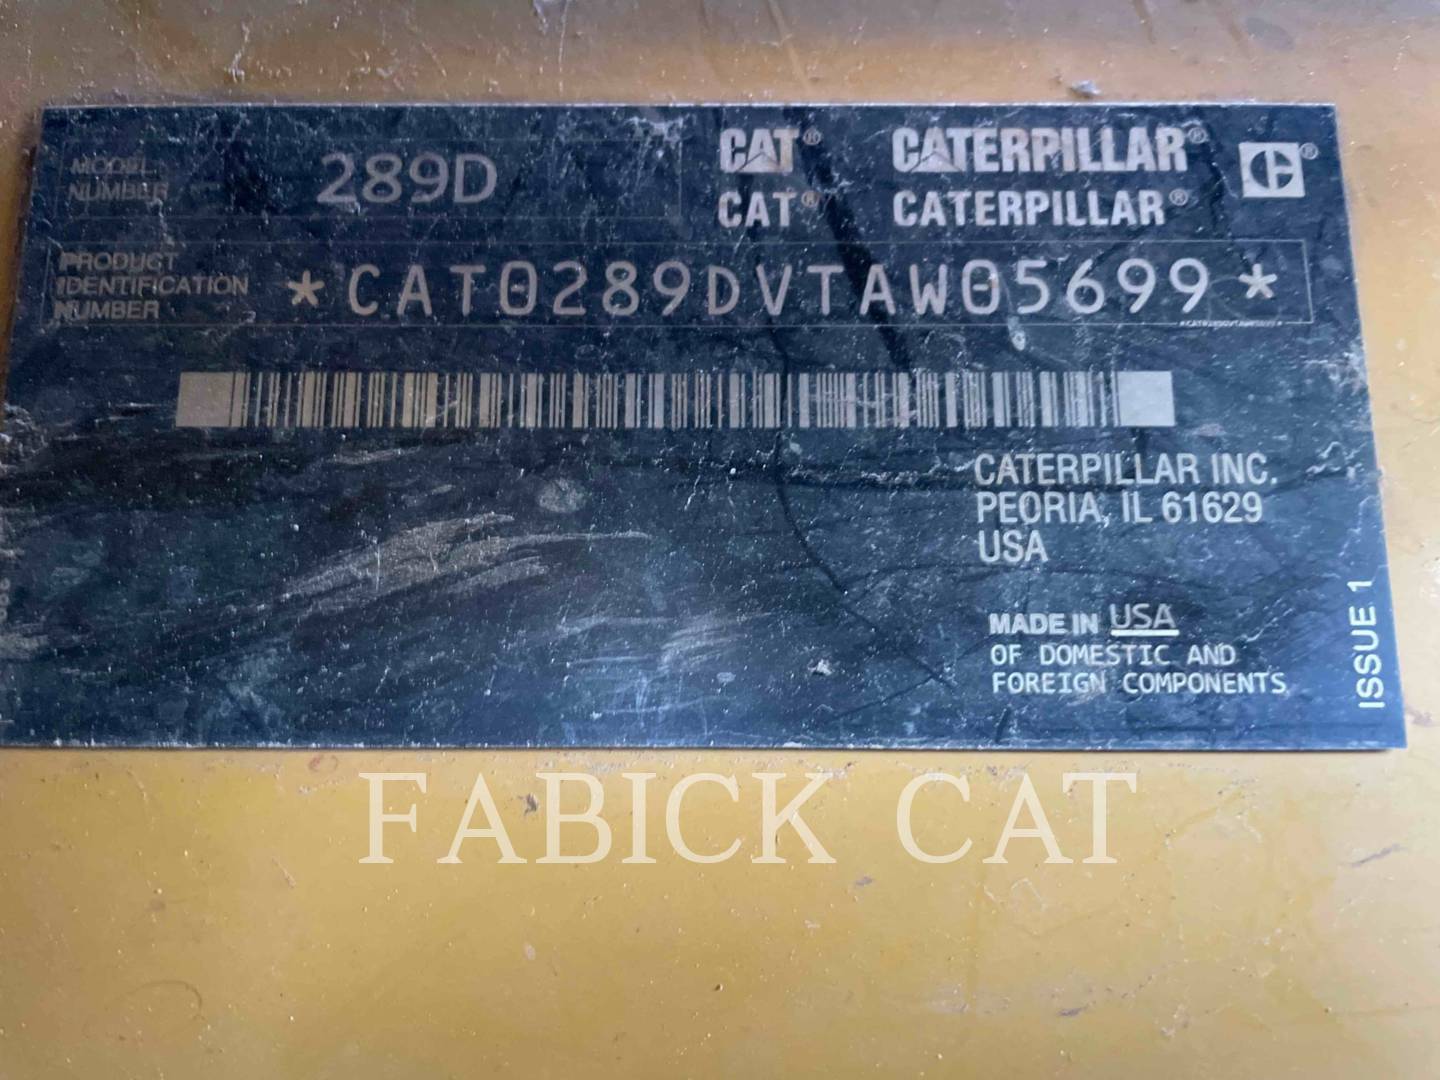 MODEL NUMBER 289D
CAT® CATERPILLAR® ®
CAT® CATERPILLAR®
PRODUCT
IDENTIFICATION
NUMBER
*CAT0289DVTAW05699*
*CAT0289DVTAW05699*
CATERPILLAR INC.
PEORIA, IL 61629
USA
MADE IN USA
OF DOMESTIC AND
FOREIGN COMPONENTS
ISSUE 1
FABICK CAT